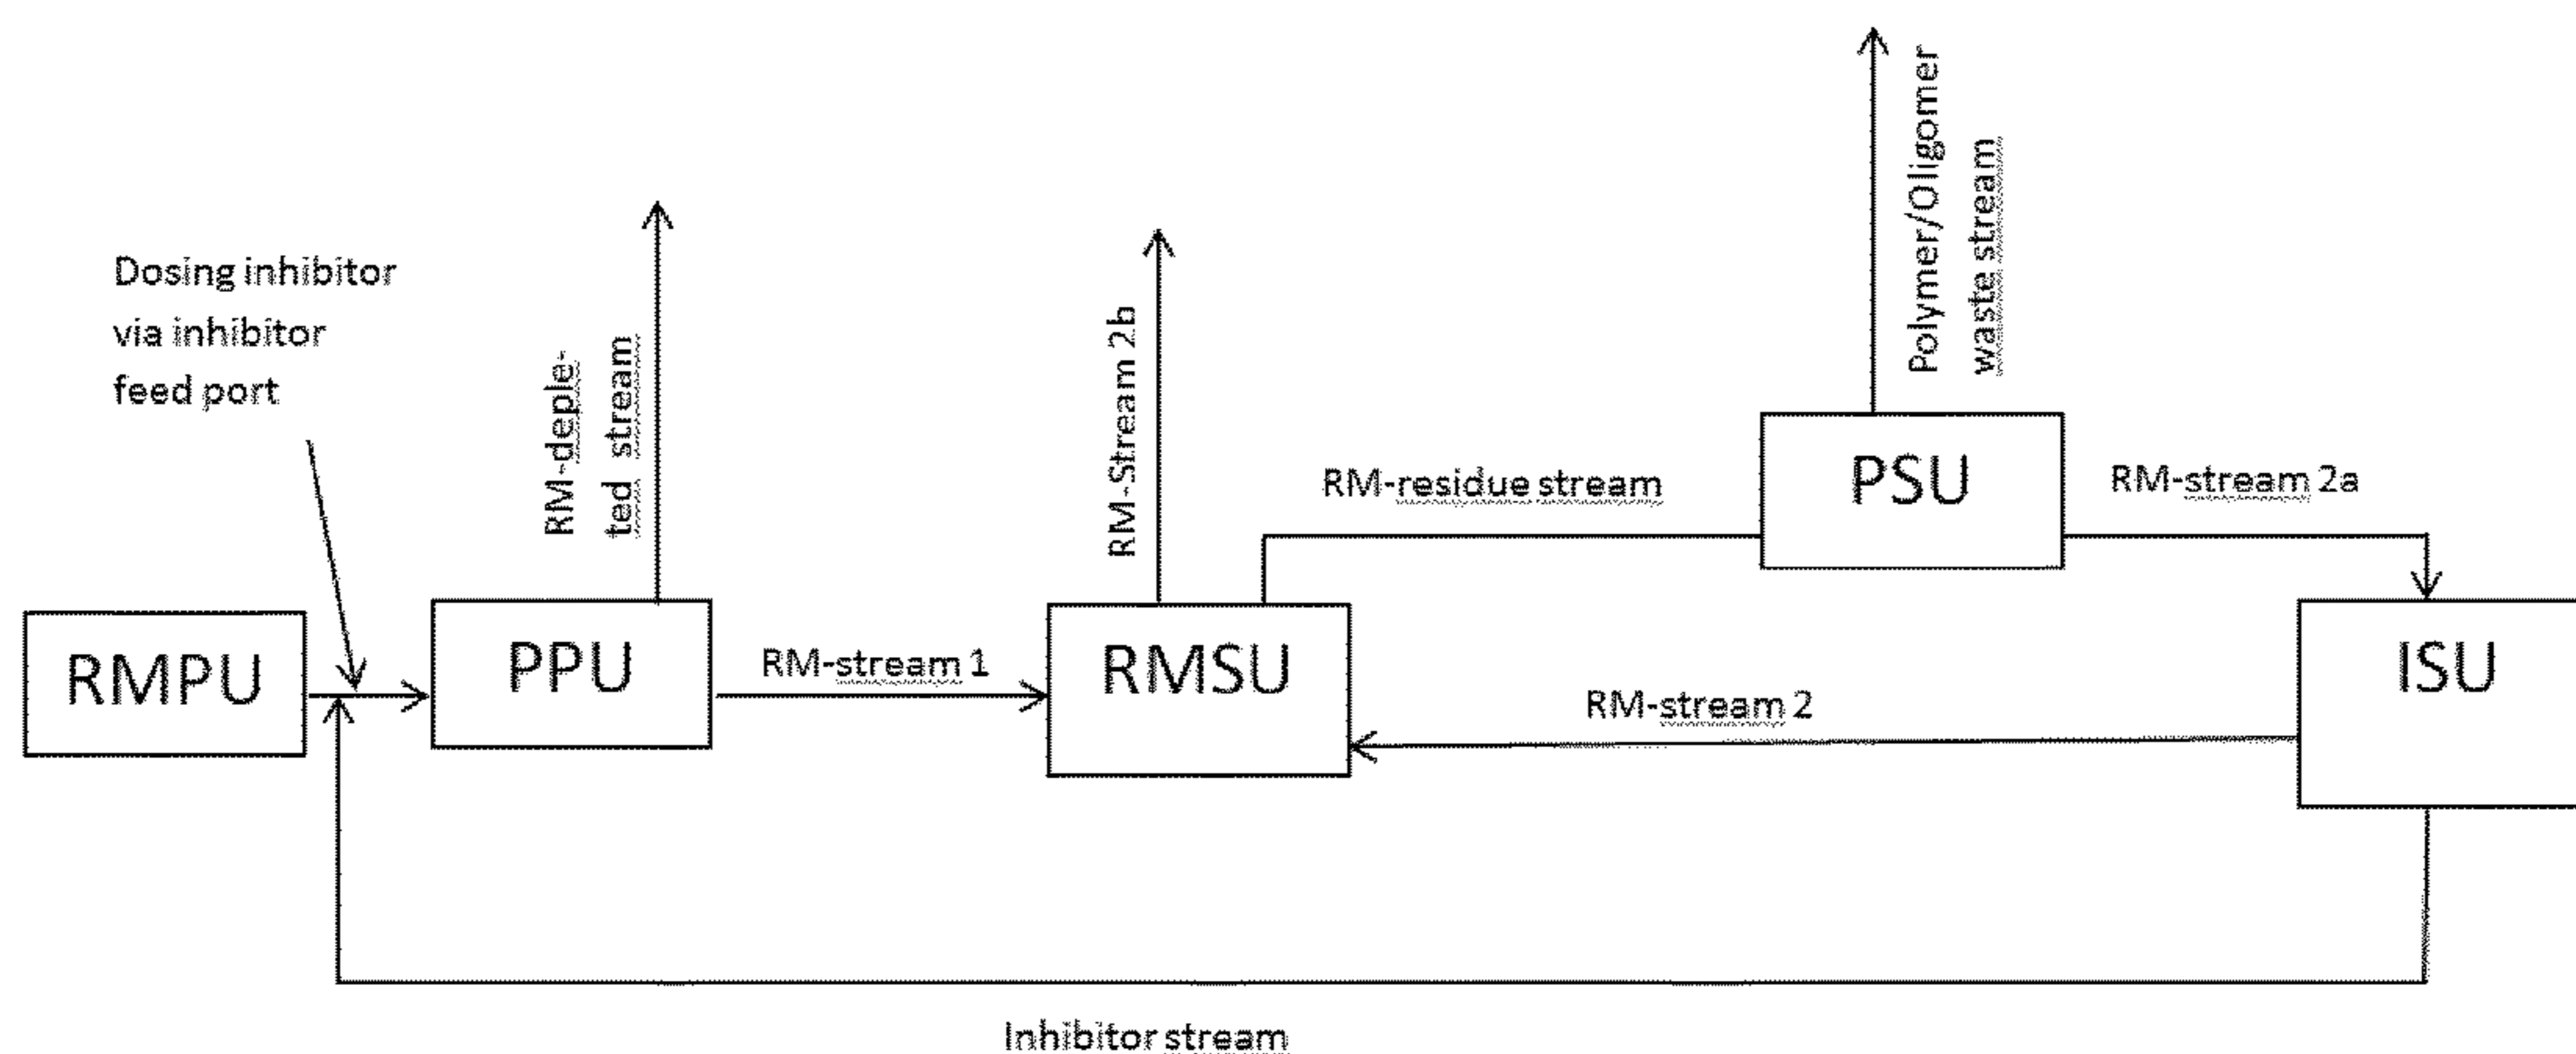 Dosing inhibitor
via inhibitor
feed port
RM-deple-
ted stream
RM-Stream 2b
Polymer/Oligomer
waste stream
RM-residue stream
PSU
RM-stream 2a
RMPU
PPU
RM-stream 1
RMSU
RM-stream 2
ISU
Inhibitor stream